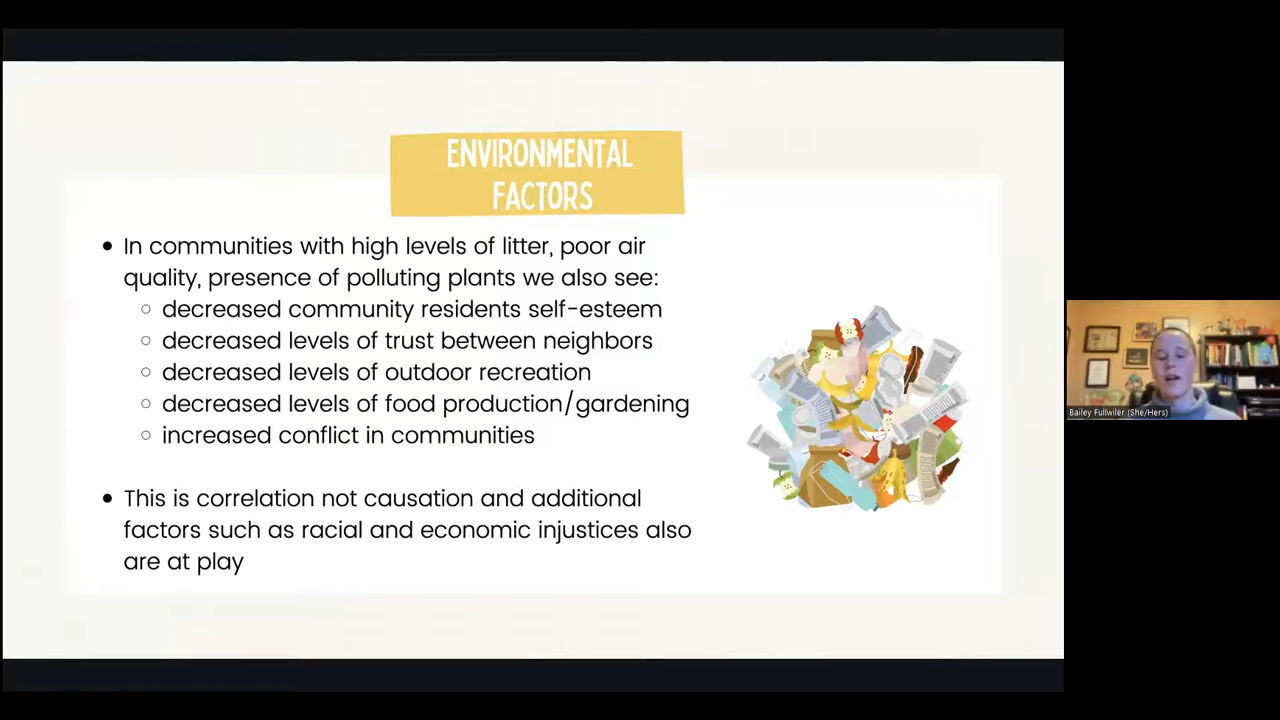 ENVIRONMENTAL
FACTORS
• In communities with high levels of litter, poor air
quality, presence of polluting plants we also see:
○ decreased community residents self-esteem
○ decreased levels of trust between neighbors
○ decreased levels of outdoor recreation
○ decreased levels of food production/gardening
○ increased conflict in communities
• This is correlation not causation and additional
factors such as racial and economic injustices also
are at play
Bailey Fullwiler (She/Hers)